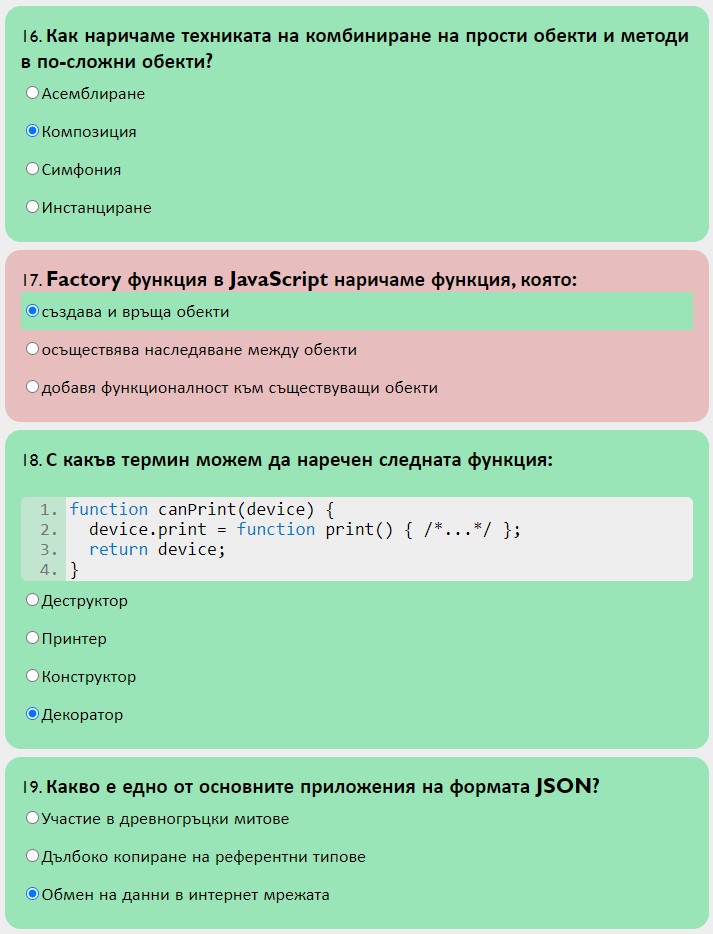 16. Как наричаме техниката на комбиниране на прости обекти и методи
в по-сложни обекти?
Асемблиране
Композиция
Симфония
Инстанциране
17. Factory функция в JavaScript наричаме функция, която:
създава и връща обекти
осъществява наследяване между обекти
добавя функционалност към съществуващи обекти
18. С какъв термин можем да наречен следната функция:
1. function canPrint(device) {
2. device.print = function print() { /*...*/ };
3. return device;
4. }
Деструктор
Принтер
Конструктор
Декоратор
19. Какво е едно от основните приложения на формата JSON?
Участие в древногръцки митове
Дълбоко копиране на референтни типове
Обмен на данни в интернет мрежата